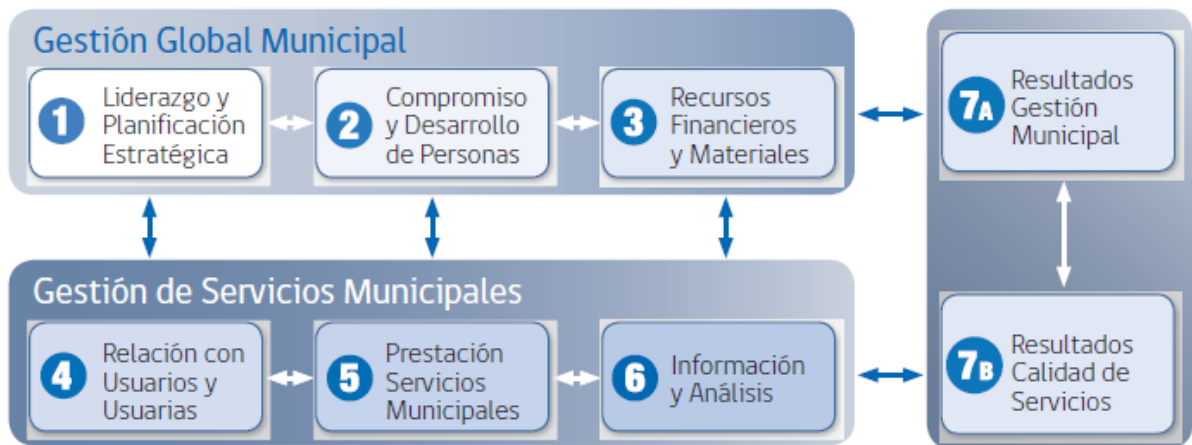 Gestión Global Municipal
1
Liderazgo y
Planificación
Estratégica
2
Compromiso
y Desarrollo
de Personas
3
Recursos
Financieros
y Materiales
7A
Resultados
Gestión
Municipal
Gestión de Servicios Municipales
4
Relación con
Usuarios y
Usuarias
5
Prestación
Servicios
Municipales
6
Información
y Análisis
7B
Resultados
Calidad de
Servicios